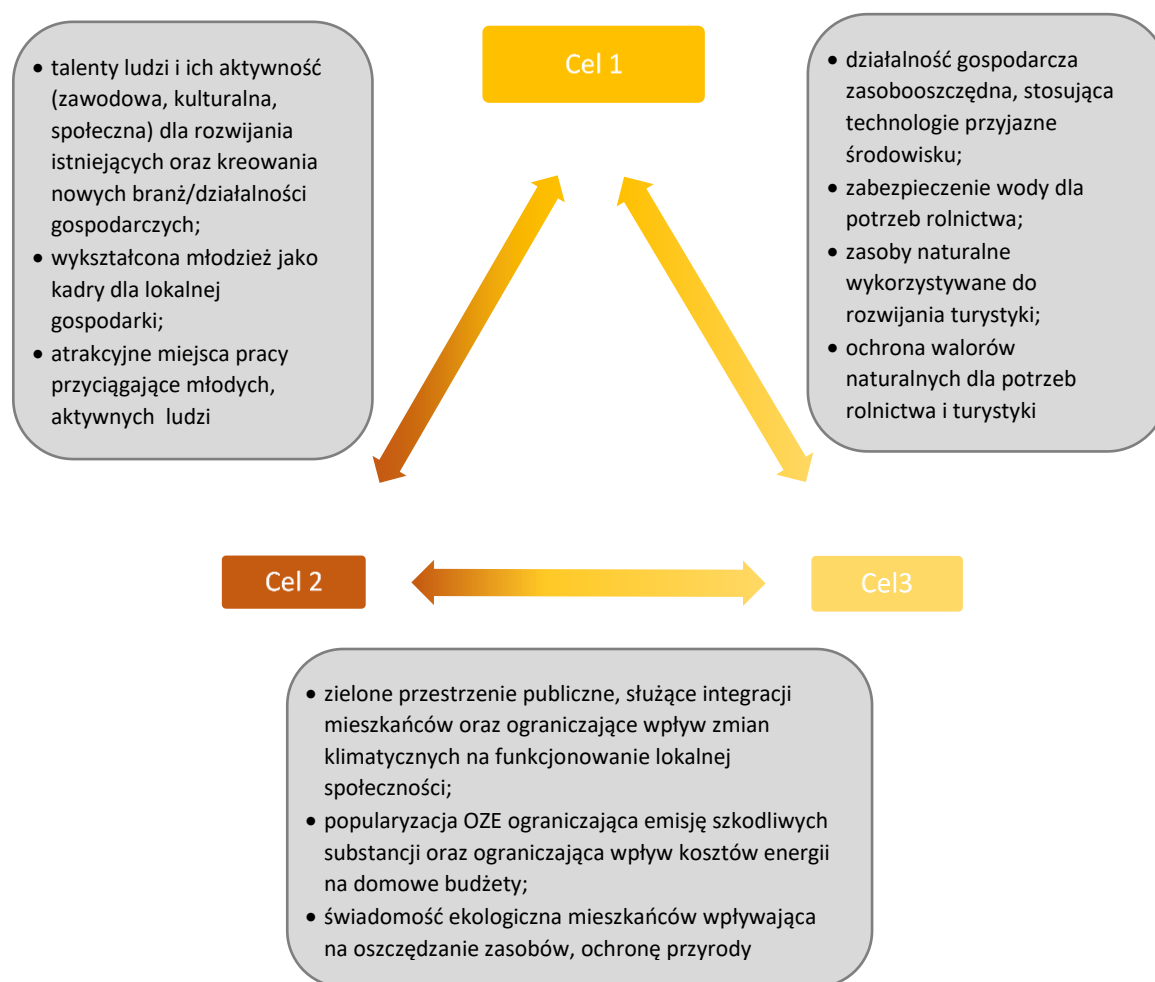 Cel 1
• talenty ludzi i ich aktywność
(zawodowa, kulturalna,
społeczna) dla rozwijania
istniejących oraz kreowania
nowych branż/działalności
gospodarczych;
• wykształcona młodzież jako
kadry dla lokalnej
gospodarki;
• atrakcyjne miejsca pracy
przyciągające młodych,
aktywnych  ludzi
• działalność gospodarcza
zasobooszczędna, stosująca
technologie przyjazne
środowisku;
• zabezpieczenie wody dla
potrzeb rolnictwa;
• zasoby naturalne
wykorzystywane do
rozwijania turystyki;
• ochrona walorów
naturalnych dla potrzeb
rolnictwa i turystyki
Cel 2
Cel3
• zielone przestrzenie publiczne, służące integracji
mieszkańców oraz ograniczające wpływ zmian
klimatycznych na funkcjonowanie lokalnej
społeczności;
• popularyzacja OZE ograniczająca emisję szkodliwych
substancji oraz ograniczająca wpływ kosztów energii
na domowe budżety;
• świadomość ekologiczna mieszkańców wpływająca
na oszczędzanie zasobów, ochronę przyrody